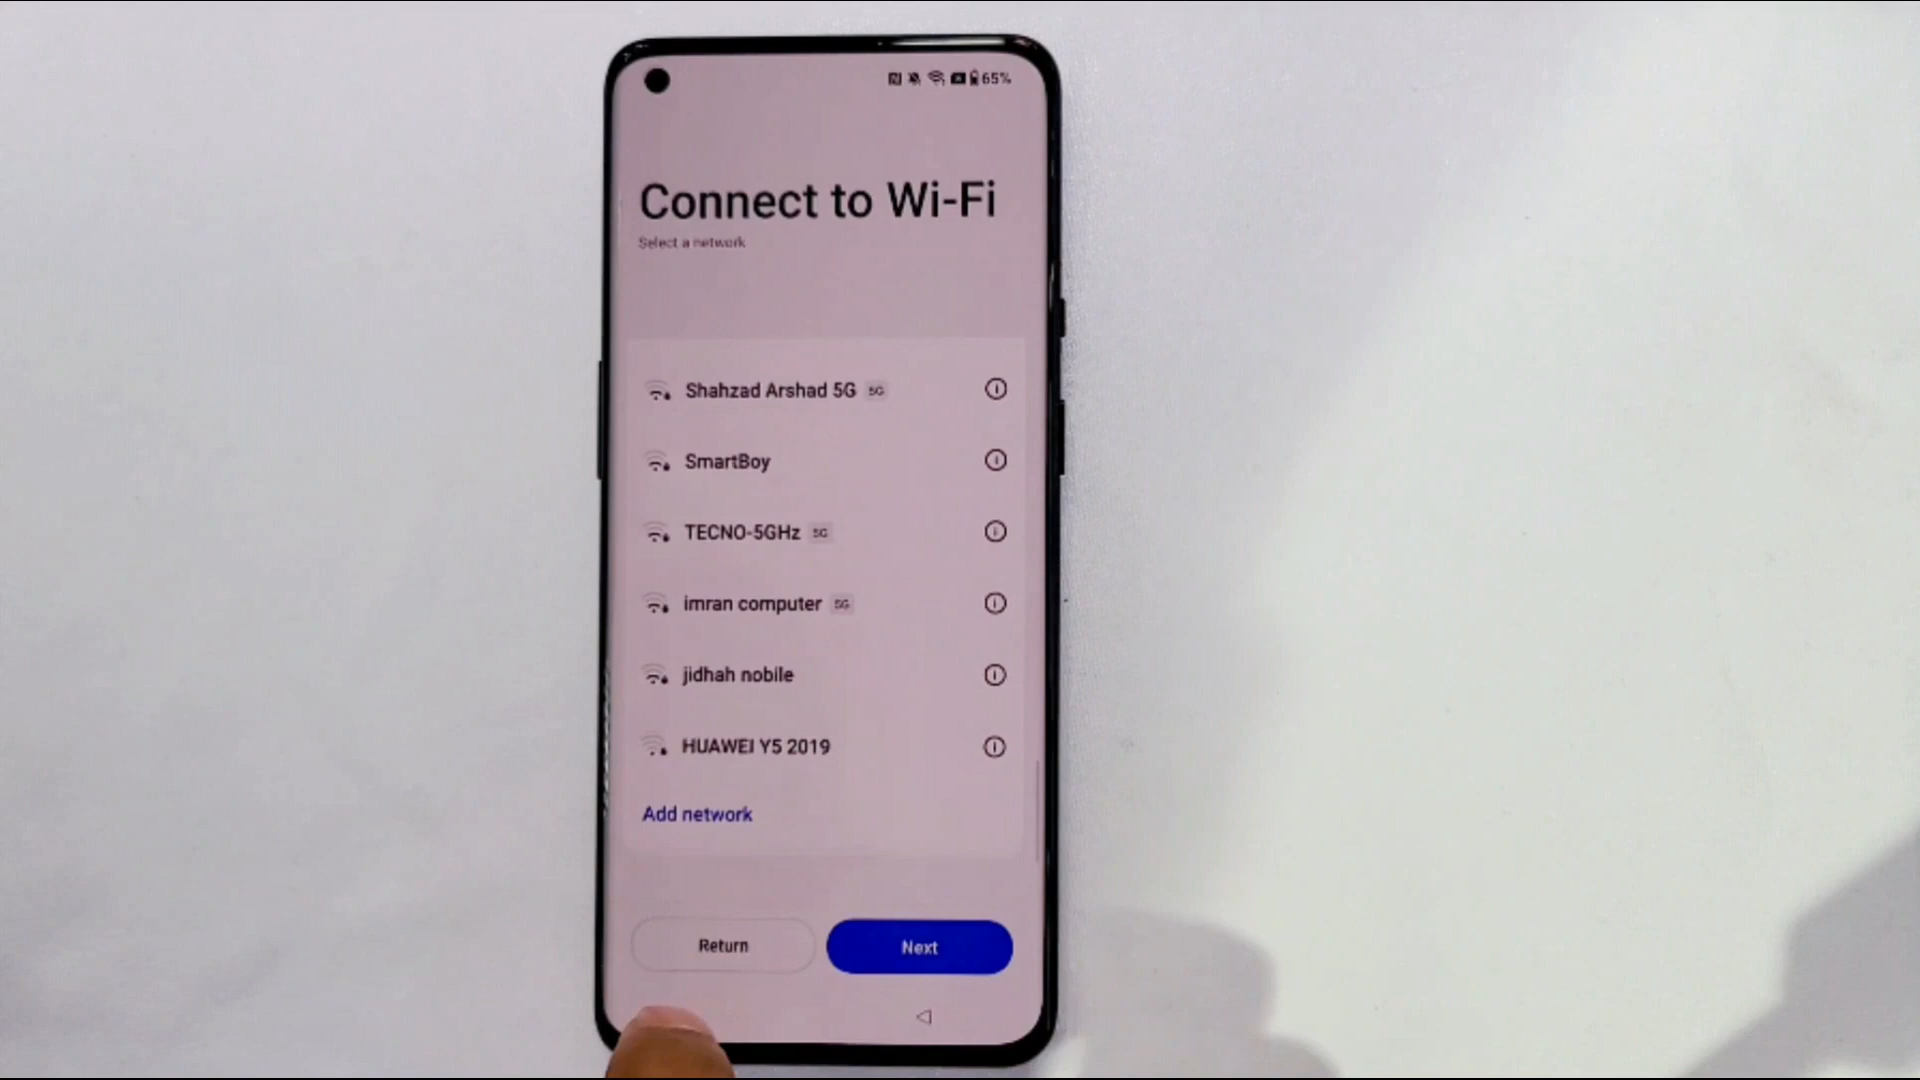 65%
Connect to Wi-Fi
Select a network
Shahzad Arshad 5G 5G
SmartBoy
TECNO-5GHz 5G
imran computer 5G
jidhah nobile
HUAWEI Y5 2019
Add network
Return Next